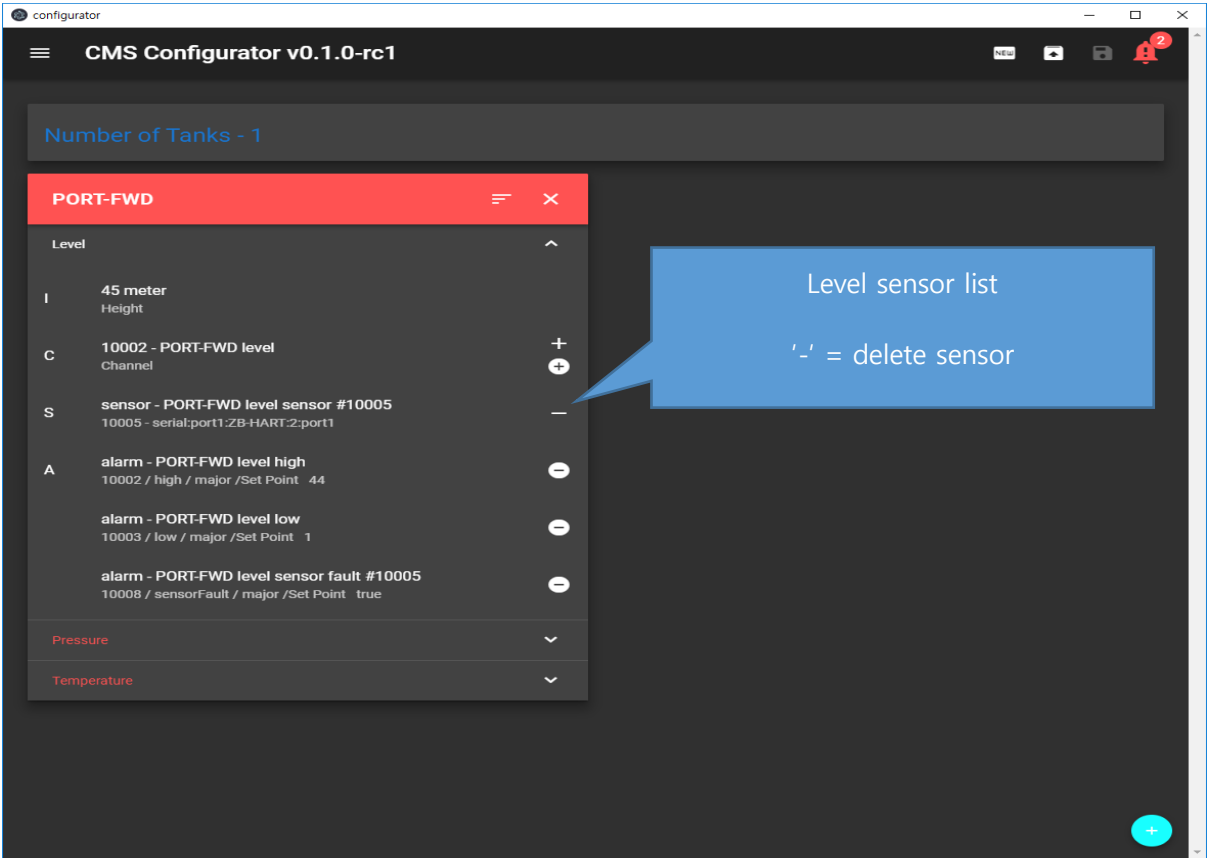 configurator
CMS Configurator v0.1.0-rc1
NEW
2
Number of Tanks - 1
PORT-FWD
Level
I
45 meter
Height
C
10002 - PORT-FWD level
Channel
S
sensor - PORT-FWD level sensor #10005
10005 - serial:port1:ZB-HART:2:port1
A
alarm - PORT-FWD level high
10002 / high / major /Set Point 44
alarm - PORT-FWD level low
10003 / low / major /Set Point 1
alarm - PORT-FWD level sensor fault #10005
10008 / sensorFault / major /Set Point true
Pressure
Temperature
Level sensor list
'-' = delete sensor